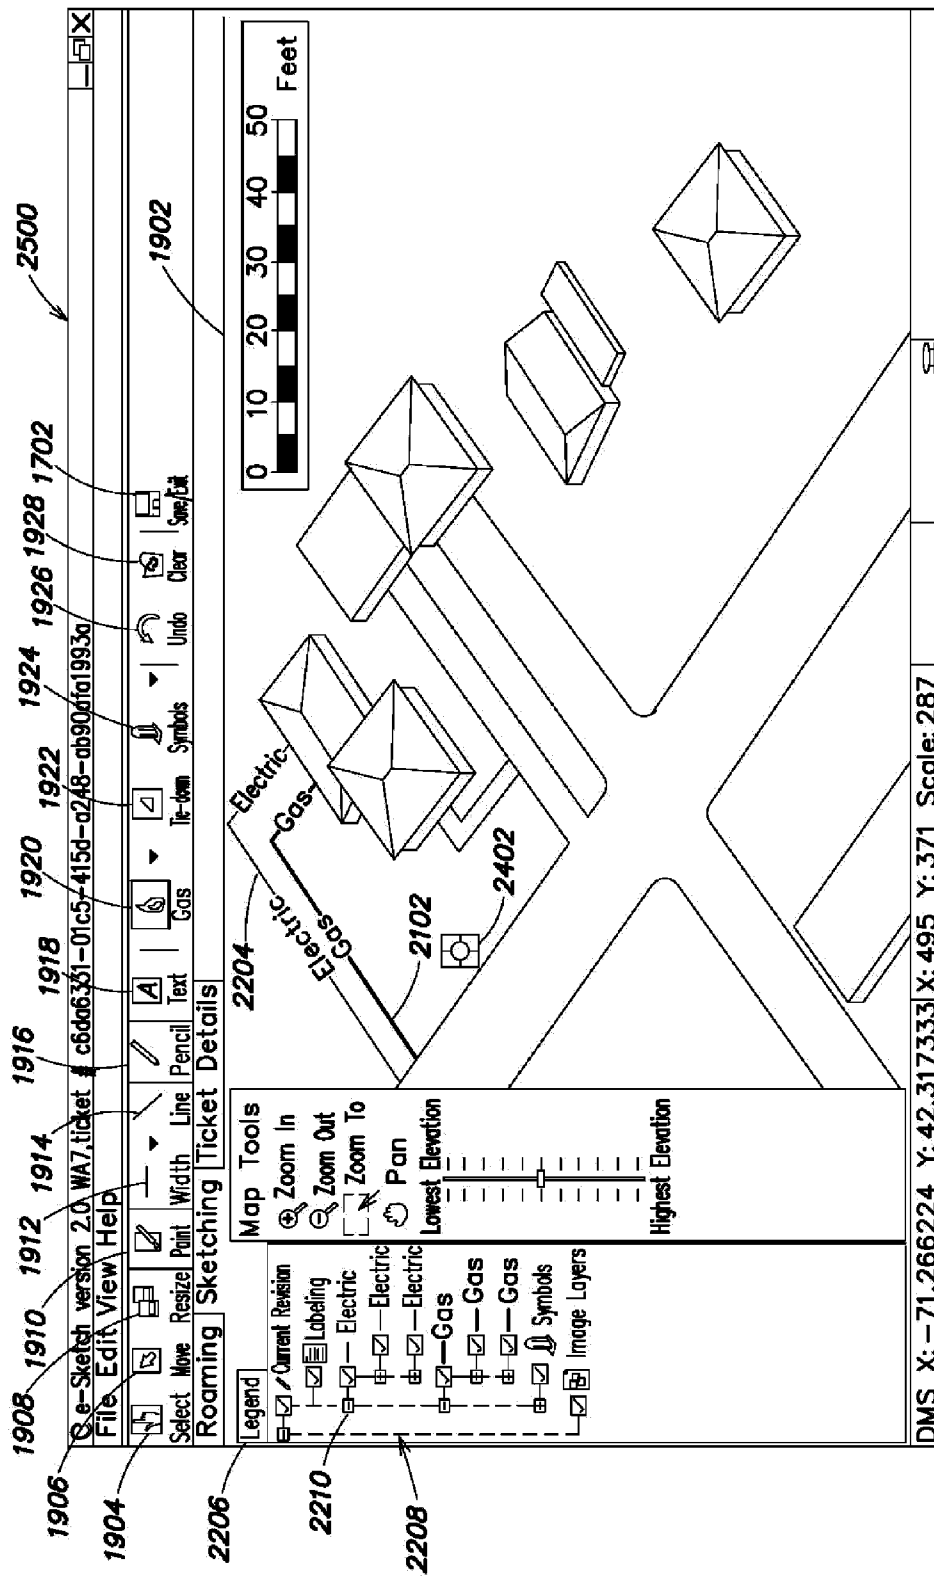 2500
1908 1910 1912 1914 1916 1918 1920 1922 1924 1926 1928 1702
1906
1904
e-Sketch version 2.0 WA7,ticket # c6da6331-01c5-415d-a248-ab90afa1993a
File Edit View Help
Select Move Resize Paint Width Line Pencil Text Gas Tie-down Symbols Undo Clear Save/Exit
Roaming Sketching Ticket Details
1902
2206
Legend
Current Revision
Labeling
Electric
Electric
Electric
Gas
Gas
Gas
Symbols
Image Layers
2210
2208
Map Tools
Zoom In
Zoom Out
Zoom To
Pan
Lowest Elevation
Highest Elevation
2204
Electric
Electric
Gas
Gas
2102
2402
0 10 20 30 40 50
Feet
DMS X: -71.266224 Y: 42.317333 X: 495 Y: 371 Scale: 287